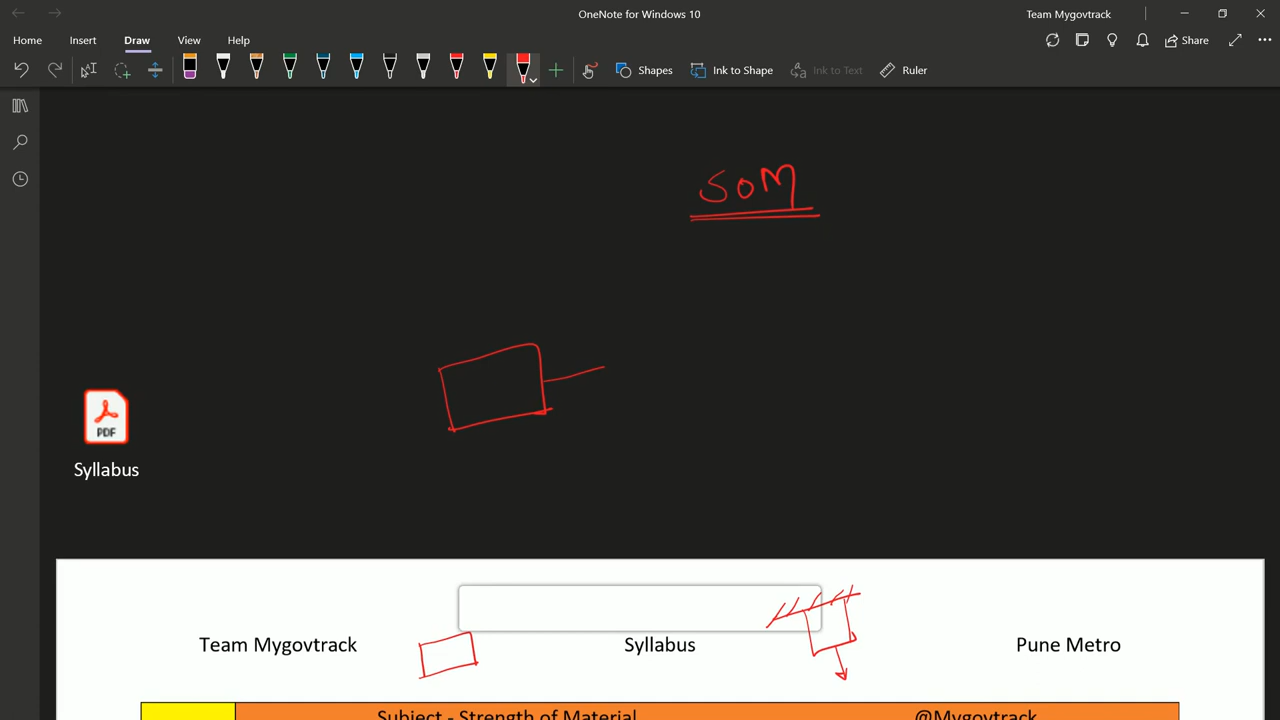 OneNote for Windows 10
Team Mygovtrack
Home Insert Draw View Help
Share
Shapes Ink to Shape Ink to Text Ruler
SOM
PDF
Syllabus
Team Mygovtrack Syllabus Pune Metro
Subject - Strength of Material @Mygovtrack